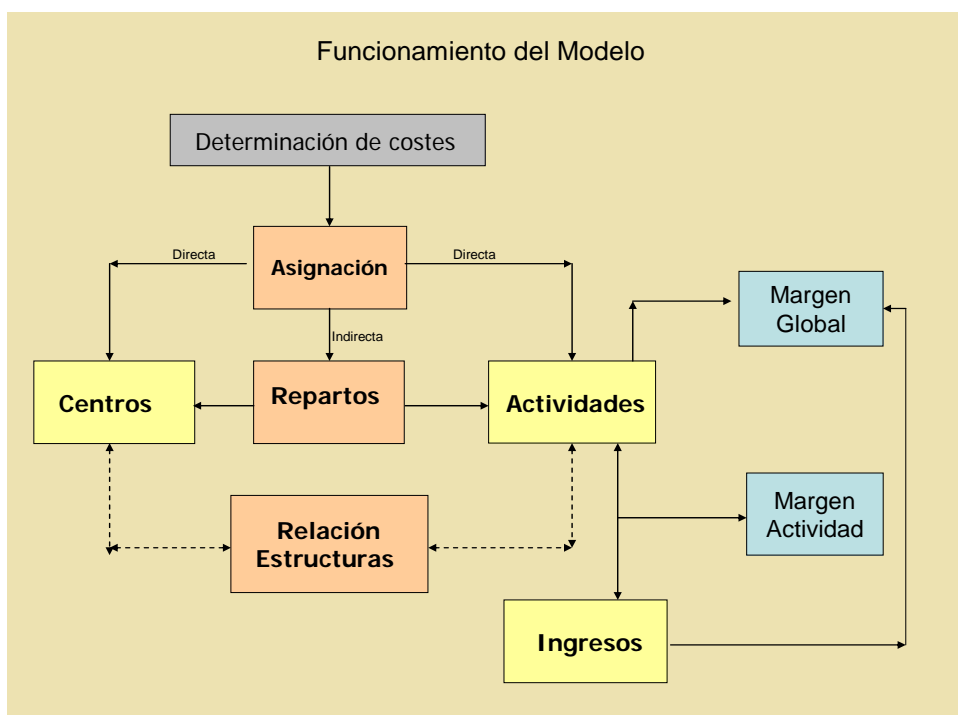 Funcionamiento del Modelo
Determinación de costes
Directa
Asignación
Directa
Indirecta
Margen
Global
Centros
Repartos
Actividades
Relación
Estructuras
Margen
Actividad
Ingresos